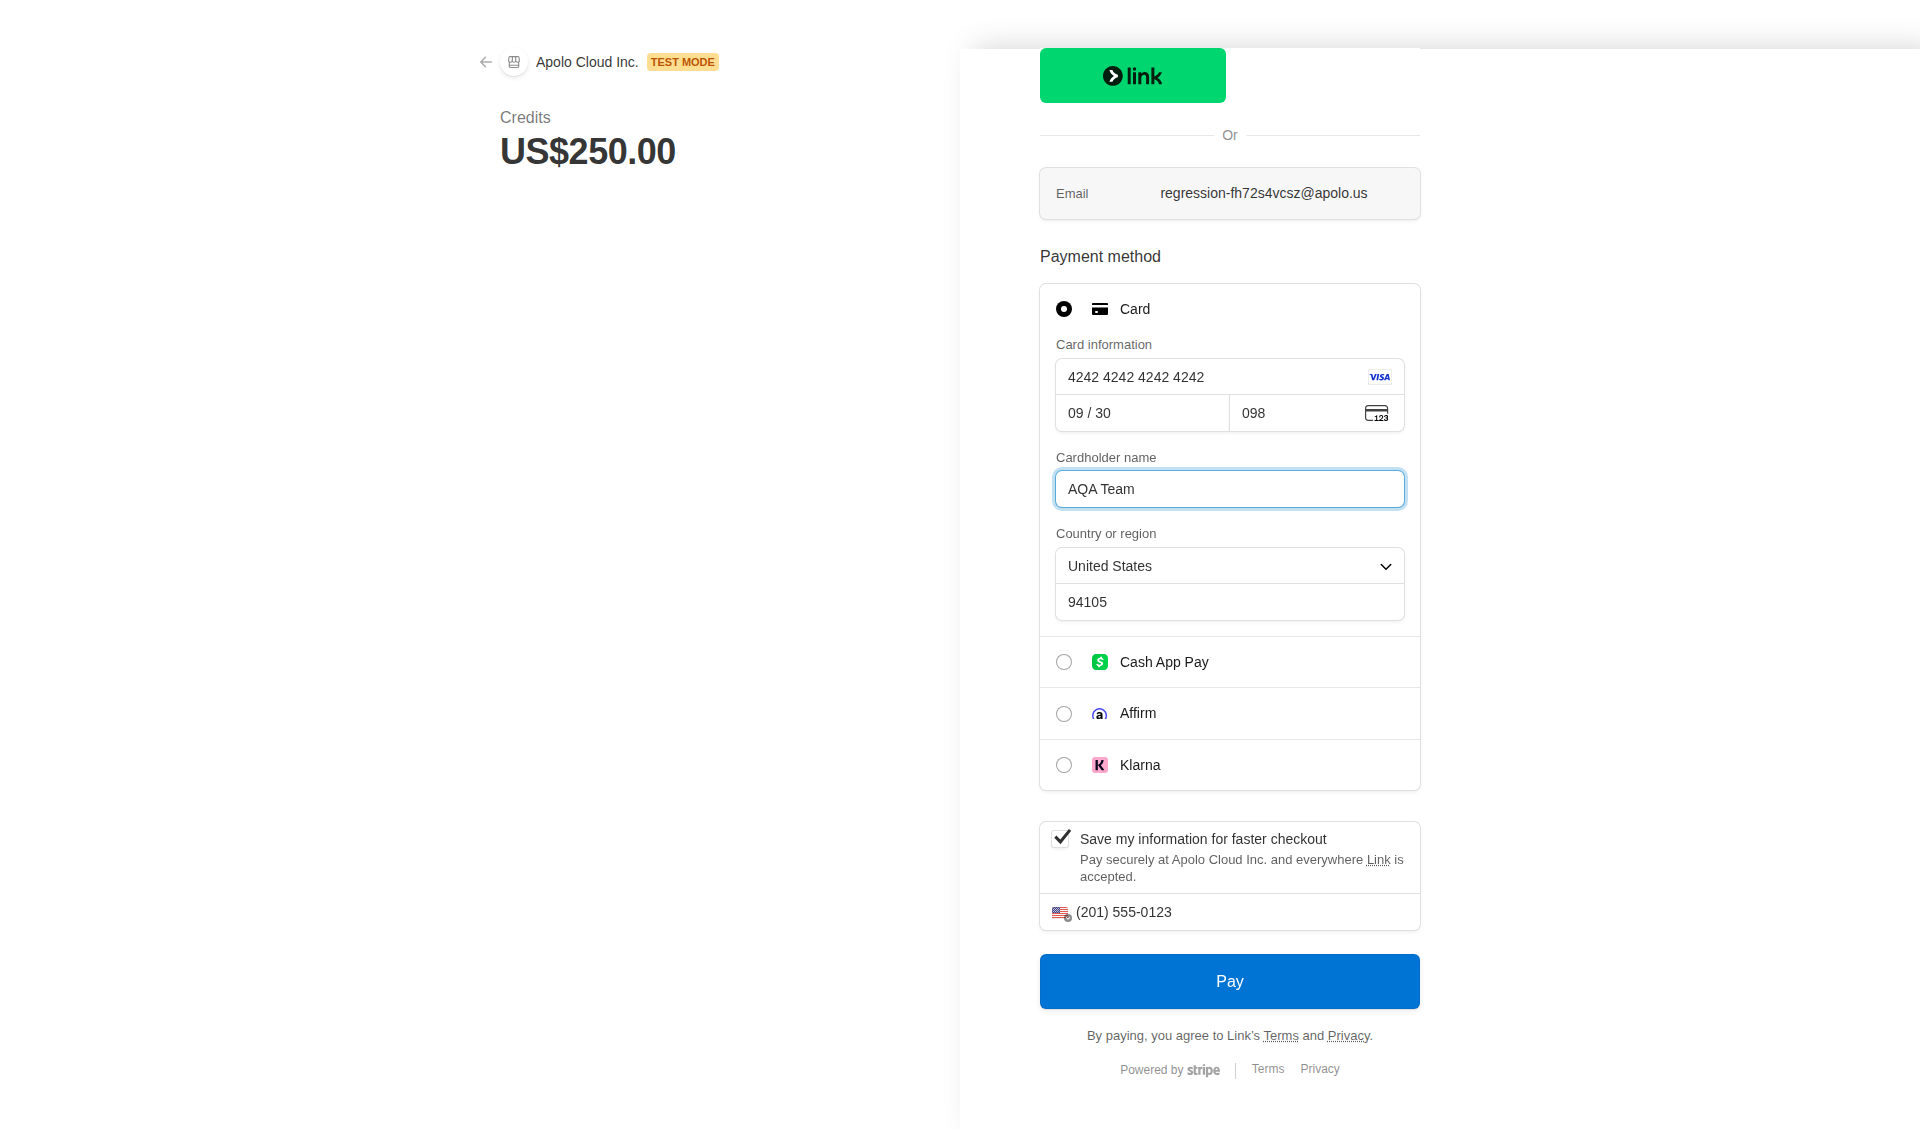 Apolo Cloud Inc. TEST MODE
Credits
US$250.00
link
Or
Email regression-fh72s4vcsz@apolo.us
Payment method
Card
Card information
4242 4242 4242 4242 VISA
09 / 30 098 123
Cardholder name
AQA Team
Country or region
United States
94105
$ Cash App Pay
a Affirm
K Klarna
Save my information for faster checkout
Pay securely at Apolo Cloud Inc. and everywhere Link is
accepted.
(201) 555-0123
Pay
By paying, you agree to Link’s Terms and Privacy.
Powered by stripe Terms Privacy